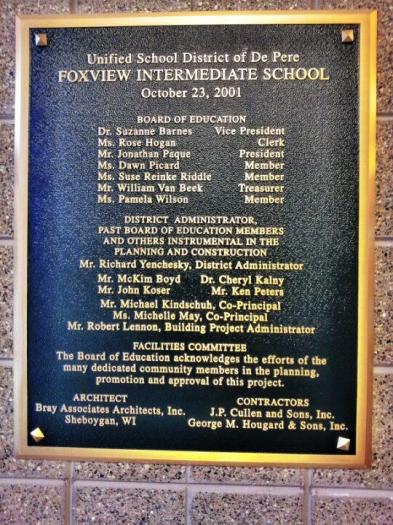 Unified School District of De Pere
FOXVIEW INTERMEDIATE SCHOOL
October 23, 2001
BOARD OF EDUCATION
Dr. Suzanne Barnes Vice President
Ms. Rose Hogan Clerk
Mr. Jonathan Paque President
Ms. Dawn Picard Member
Ms. Suse Reinke Riddle Member
Mr. William Van Beek Treasurer
Ms. Pamela Wilson Member
DISTRICT ADMINISTRATOR,
PAST BOARD OF EDUCATION MEMBERS
AND OTHERS INSTRUMENTAL IN THE
PLANNING AND CONSTRUCTION
Mr. Richard Yenchesky, District Administrator
Mr. McKim Boyd Dr. Cheryl Kalny
Mr. John Koser Mr. Ken Peters
Mr. Michael Kindschuh, Co-Principal
Ms. Michelle May, Co-Principal
Mr. Robert Lennon, Building Project Administrator
FACILITIES COMMITTEE
The Board of Education acknowledges the efforts of the
many dedicated community members in the planning,
promotion and approval of this project.
ARCHITECT
Bray Associates Architects, Inc.
Sheboygan, WI
CONTRACTORS
J.P. Cullen and Sons, Inc.
George M. Hougard & Sons, Inc.